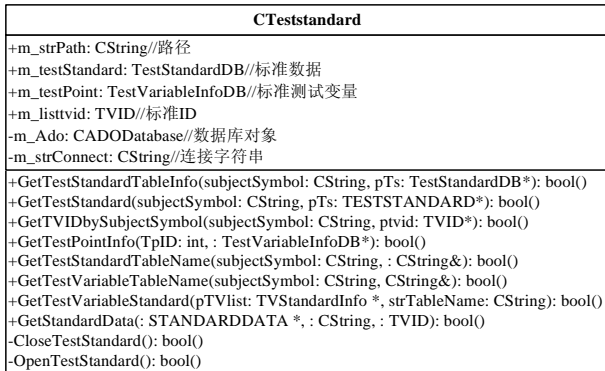 CTeststandard
+m_strPath: CString//路径
+m_testStandard: TestStandardDB//标准数据
+m_testPoint: TestVariableInfoDB//标准测试变量
+m_listtvid: TVID//标准ID
-m_Ado: CADODatabase//数据库对象
-m_strConnect: CString//连接字符串
+GetTestStandardTableInfo(subjectSymbol: CString, pTs: TestStandardDB*): bool()
+GetTestStandard(subjectSymbol: CString, pTs: TESTSTANDARD*): bool()
+GetTVIDbySubjectSymbol(subjectSymbol: CString, ptvid: TVID*): bool()
+GetTestPointInfo(TpID: int, : TestVariableInfoDB*): bool()
+GetTestStandardTableName(subjectSymbol: CString, : CString&): bool()
+GetTestVariableTableName(subjectSymbol: CString, CString&): bool()
+GetTestVariableStandard(pTVlist: TVStandardInfo *, strTableName: CString): bool()
+GetStandardData(: STANDARDDATA *, : CString, : TVID): bool()
-CloseTestStandard(): bool()
-OpenTestStandard(): bool()